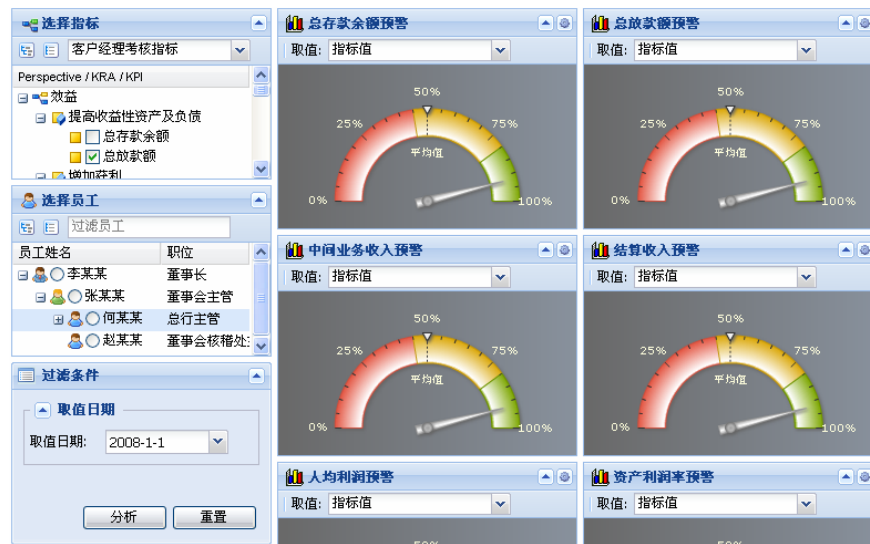 选择指标
客户经理考核指标
Perspective / KRA / KPI
效益
提高收益性资产及负债
总存款余额
总放款额
增加获利
选择员工
过滤员工
员工姓名 职位
李某某 董事长
张某某 董事会主管
何某某 总行主管
赵某某 董事会核稽处
过滤条件
取值日期
取值日期: 2008-1-1
分析 重置
总存款余额预警
取值: 指标值
50%
25% 75%
平均值
0% 100%
总放款额预警
取值: 指标值
50%
25% 75%
平均值
0% 100%
中间业务收入预警
取值: 指标值
50%
25% 75%
平均值
0% 100%
结算收入预警
取值: 指标值
50%
25% 75%
平均值
0% 100%
人均利润预警
取值: 指标值
50%
资产利润率预警
取值: 指标值
50%